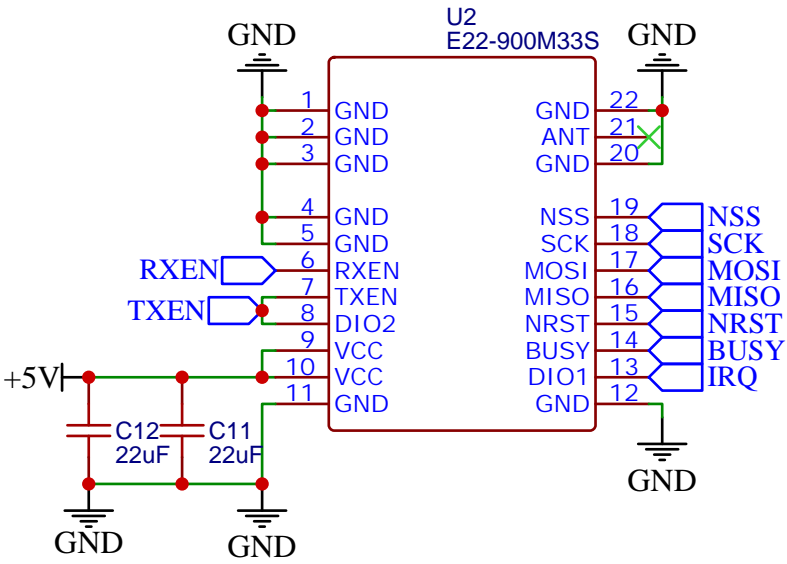 U2
E22-900M33S
GND
GND
1 GND
GND 22
2 GND
ANT 21
3 GND
GND 20
4 GND
NSS 19 NSS
5 GND
SCK 18 SCK
RXEN 6 RXEN
MOSI 17 MOSI
TXEN 7 TXEN
MISO 16 MISO
8 DIO2
NRST 15 NRST
9 VCC
BUSY 14 BUSY
+5V 10 VCC
DIO1 13 IRQ
11 GND
GND 12
C12
22uF
C11
22uF
GND
GND
GND